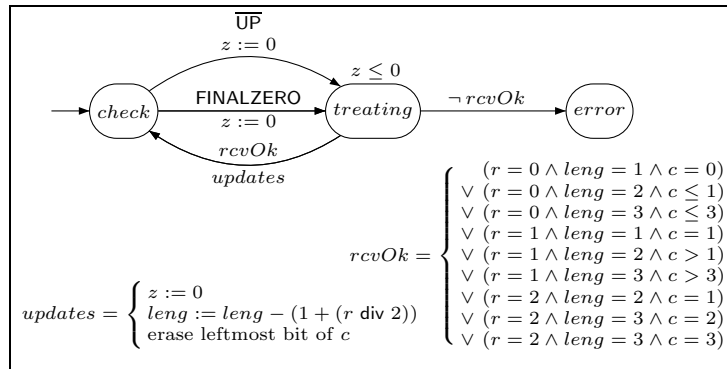 UP
z := 0
z ≤ 0
check
FINALZERO
z := 0
treating
¬ rcvOk
error
rcvOk
updates
rcvOk =
(r = 0 ∧ leng = 1 ∧ c = 0)
∨ (r = 0 ∧ leng = 2 ∧ c ≤ 1)
∨ (r = 0 ∧ leng = 3 ∧ c ≤ 3)
∨ (r = 1 ∧ leng = 1 ∧ c = 1)
∨ (r = 1 ∧ leng = 2 ∧ c > 1)
∨ (r = 1 ∧ leng = 3 ∧ c > 3)
∨ (r = 2 ∧ leng = 2 ∧ c = 1)
∨ (r = 2 ∧ leng = 3 ∧ c = 2)
∨ (r = 2 ∧ leng = 3 ∧ c = 3)
updates =
z := 0
leng := leng − (1 + (r div 2))
erase leftmost bit of c